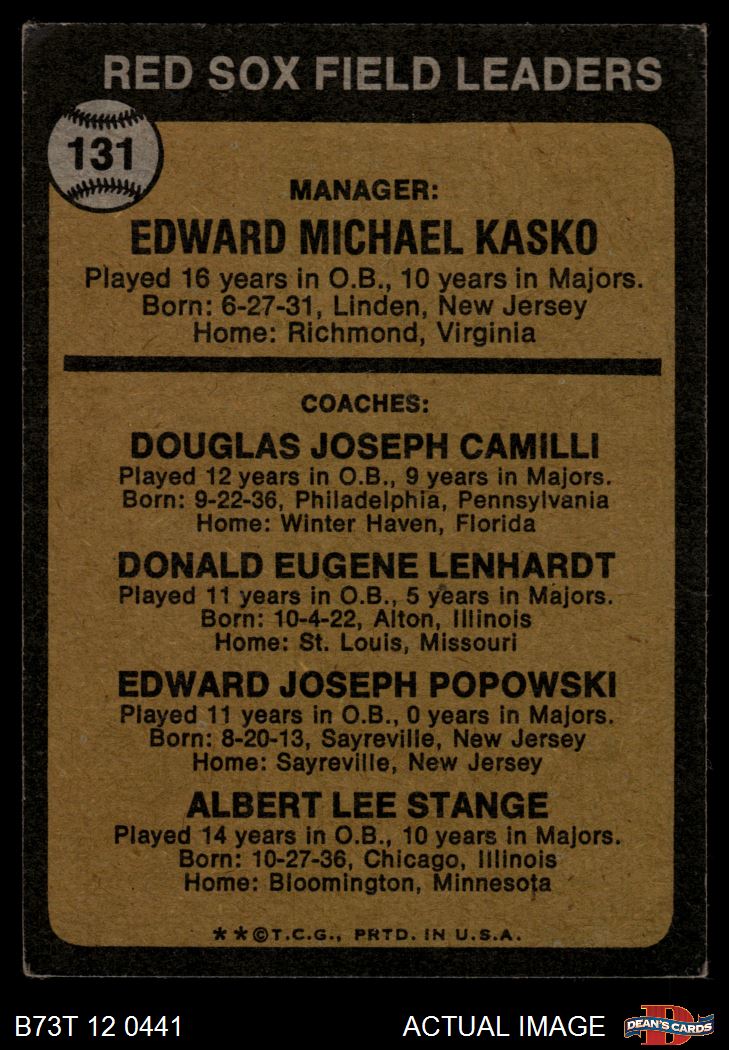 RED SOX FIELD LEADERS
131
MANAGER:
EDWARD MICHAEL KASKO
Played 16 years in O.B., 10 years in Majors.
Born: 6-27-31, Linden, New Jersey
Home: Richmond, Virginia
COACHES:
DOUGLAS JOSEPH CAMILLI
Played 12 years in O.B., 9 years in Majors.
Born: 9-22-36, Philadelphia, Pennsylvania
Home: Winter Haven, Florida
DONALD EUGENE LENHARDT
Played 11 years in O.B., 5 years in Majors.
Born: 10-4-22, Alton, Illinois
Home: St. Louis, Missouri
EDWARD JOSEPH POPOWSKI
Played 11 years in O.B., 0 years in Majors.
Born: 8-20-13, Sayreville, New Jersey
Home: Sayreville, New Jersey
ALBERT LEE STANGE
Played 14 years in O.B., 10 years in Majors.
Born: 10-27-36, Chicago, Illinois
Home: Bloomington, Minnesota
**©T.C.G., PRTD. IN U.S.A.
B73T 12 0441 ACTUAL IMAGE D DEAN'S CARDS